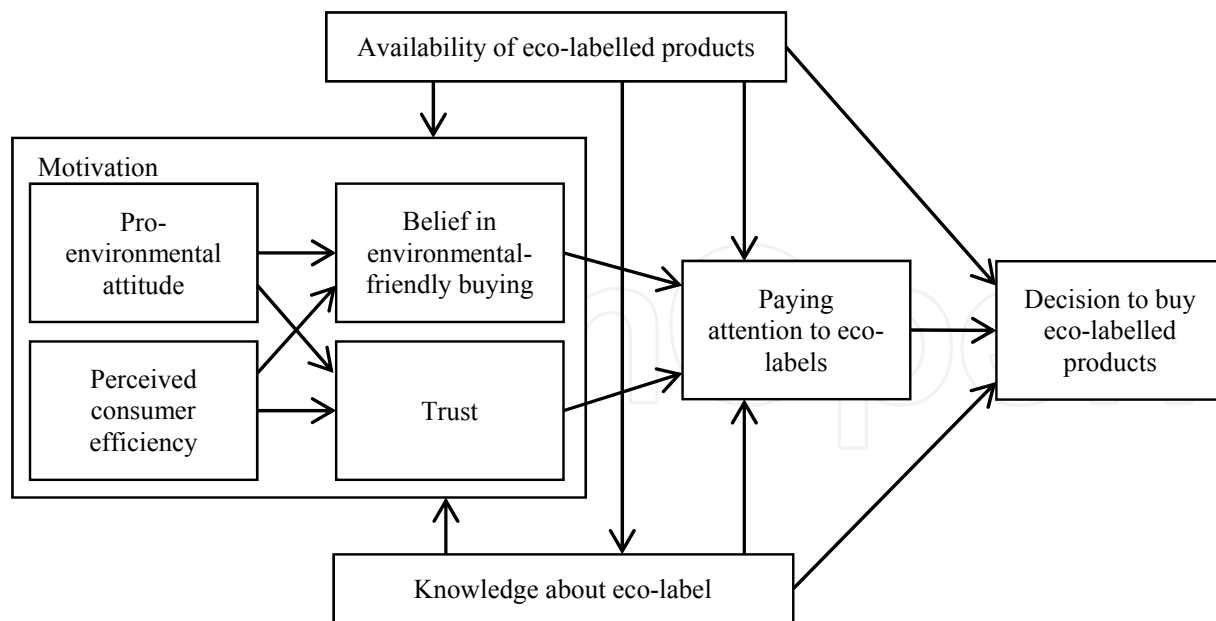 Availability of eco-labelled products
Motivation
Pro-
environmental
attitude
Belief in
environmental-
friendly buying
Perceived
consumer
efficiency
Trust
Paying
attention to eco-
labels
Decision to buy
eco-labelled
products
Knowledge about eco-label